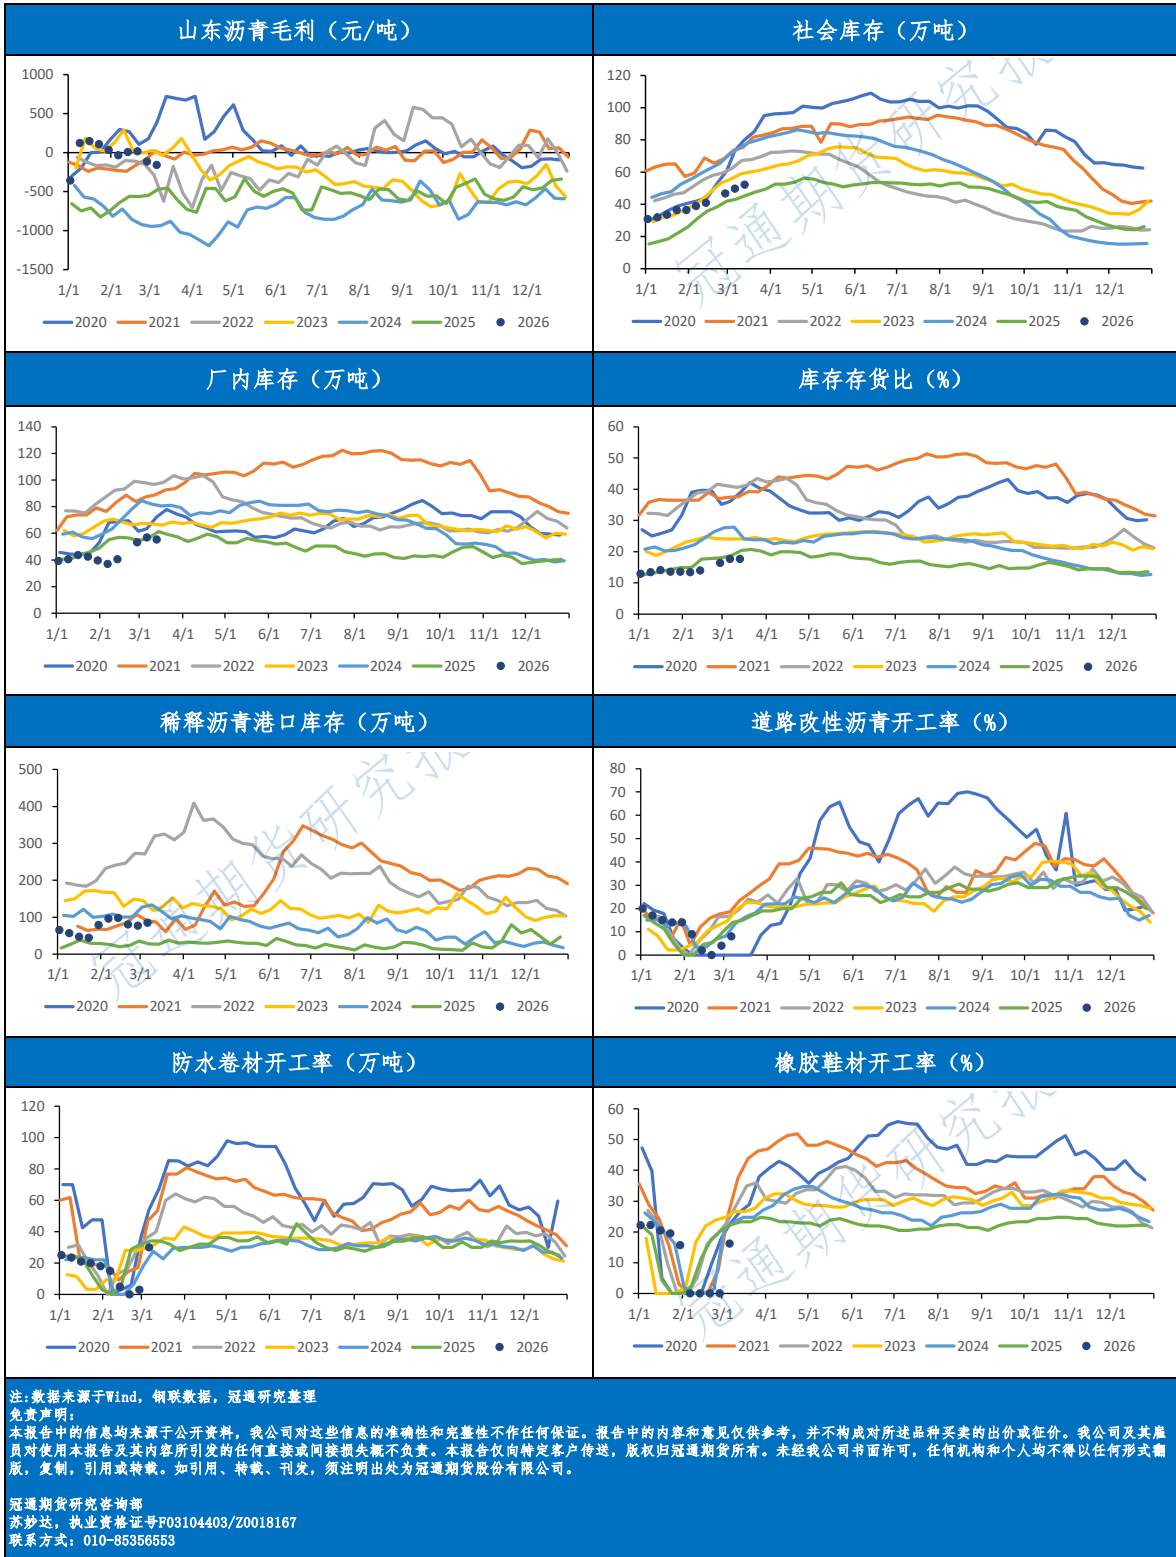 山东沥青毛利（元/吨）
社会库存（万吨）
1000
500
0
-500
-1000
-1500
1/1 2/1 3/1 4/1 5/1 6/1 7/1 8/1 9/1 10/1 11/1 12/1
2020 2021 2022 2023 2024 2025 2026
120
100
80
60
40
20
0
1/1 2/1 3/1 4/1 5/1 6/1 7/1 8/1 9/1 10/1 11/1 12/1
2020 2021 2022 2023 2024 2025 2026
冠通期货研究报
厂内库存（万吨）
库存存货比（%）
140
120
100
80
60
40
20
0
1/1 2/1 3/1 4/1 5/1 6/1 7/1 8/1 9/1 10/1 11/1 12/1
2020 2021 2022 2023 2024 2025 2026
60
50
40
30
20
10
0
1/1 2/1 3/1 4/1 5/1 6/1 7/1 8/1 9/1 10/1 11/1 12/1
2020 2021 2022 2023 2024 2025 2026
稀释沥青港口库存（万吨）
道路改性沥青开工率（%）
500
400
300
200
100
0
1/1 2/1 3/1 4/1 5/1 6/1 7/1 8/1 9/1 10/1 11/1 12/1
2020 2021 2022 2023 2024 2025 2026
冠通期货研究报
80
70
60
50
40
30
20
10
0
1/1 2/1 3/1 4/1 5/1 6/1 7/1 8/1 9/1 10/1 11/1 12/1
2020 2021 2022 2023 2024 2025 2026
防水卷材开工率（万吨）
橡胶鞋材开工率（%）
120
100
80
60
40
20
0
1/1 2/1 3/1 4/1 5/1 6/1 7/1 8/1 9/1 10/1 11/1 12/1
2020 2021 2022 2023 2024 2025 2026
60
50
40
30
20
10
0
1/1 2/1 3/1 4/1 5/1 6/1 7/1 8/1 9/1 10/1 11/1 12/1
2020 2021 2022 2023 2024 2025 2026
冠通期货研究报
注:数据来源于Wind，钢联数据，冠通研究整理
免责声明：
本报告中的信息均来源于公开资料，我公司对这些信息的准确性和完整性不作任何保证。报告中的内容和意见仅供参考，并不构成对所述品种买卖的出价或征价。我公司及其雇
员对使用本报告及其内容所引发的任何直接或间接损失概不负责。本报告仅向特定客户传送，版权归冠通期货所有。未经我公司书面许可，任何机构和个人均不得以任何形式翻
版，复制，引用或转载。如引用、转载、刊发，须注明出处为冠通期货股份有限公司。
冠通期货研究咨询部
苏妙达，执业资格证号F03104403/Z0018167
联系方式：010-85356553